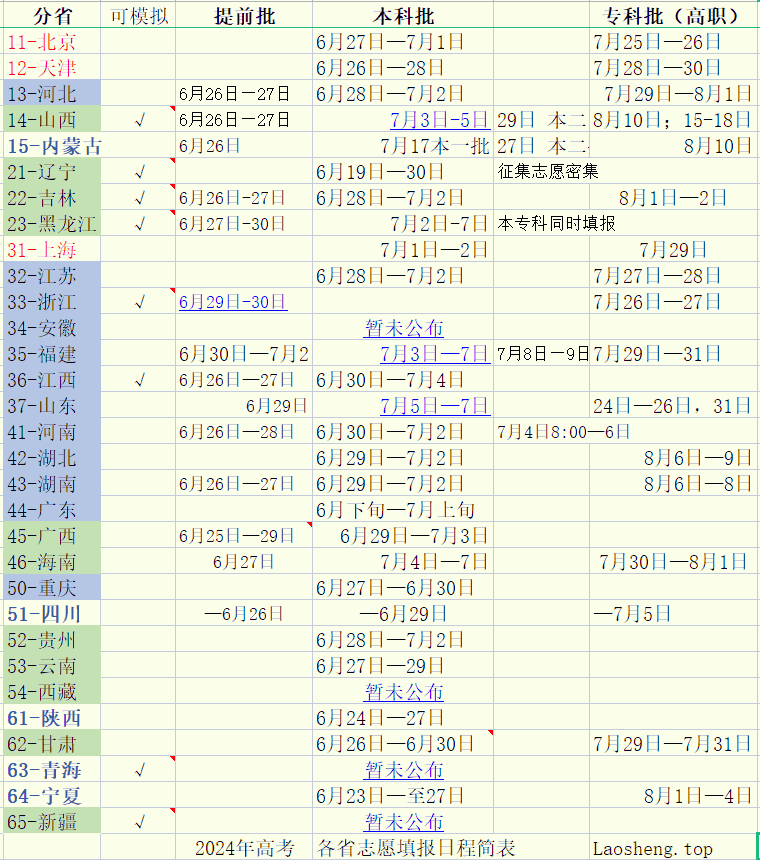 分省 可模拟 提前批 本科批 专科批（高职）
11-北京 6月27日—7月1日 7月25日—26日
12-天津 6月26日—28日 7月28日—30日
13-河北 6月26日—27日 6月28日—7月2日 7月29日—8月1日
14-山西 √ 6月26日—27日 7月3日-5日 29日 本二 8月10日；15-18日
15-内蒙古 6月26日 7月17本一批 27日 本二 8月10日
21-辽宁 √ 6月19日—30日 征集志愿密集
22-吉林 √ 6月26日-27日 6月28日—7月2日 8月1日—2日
23-黑龙江 √ 6月27日-30日 7月2日-7日 本专科同时填报
31-上海 7月1日—2日 7月29日
32-江苏 6月28日—7月2日 7月27日—28日
33-浙江 √ 6月29日-30日 7月26日—27日
34-安徽 暂未公布
35-福建 6月30日—7月2 7月3日—7日 7月8日—9日 7月29日—31日
36-江西 √ 6月26日—27日 6月30日—7月4日
37-山东 6月29日 7月5日—7日 24日—26日，31日
41-河南 6月26日—28日 6月30日—7月2日 7月4日8:00—6日
42-湖北 6月29日—7月2日 8月6日—9日
43-湖南 6月26日—27日 6月29日—7月2日 8月6日—8日
44-广东 6月下旬—7月上旬
45-广西 6月25日—29日 6月29日—7月3日
46-海南 6月27日 7月4日—7日 7月30日—8月1日
50-重庆 6月27日—6月30日
51-四川 —6月26日 —6月29日 —7月5日
52-贵州 6月28日—7月2日
53-云南 6月27日—29日
54-西藏 暂未公布
61-陕西 6月24日—27日
62-甘肃 6月26日—6月30日 7月29日—7月31日
63-青海 √ 暂未公布
64-宁夏 6月23日—至27日 8月1日—4日
65-新疆 √ 暂未公布
2024年高考 各省志愿填报日程简表 Laosheng.top